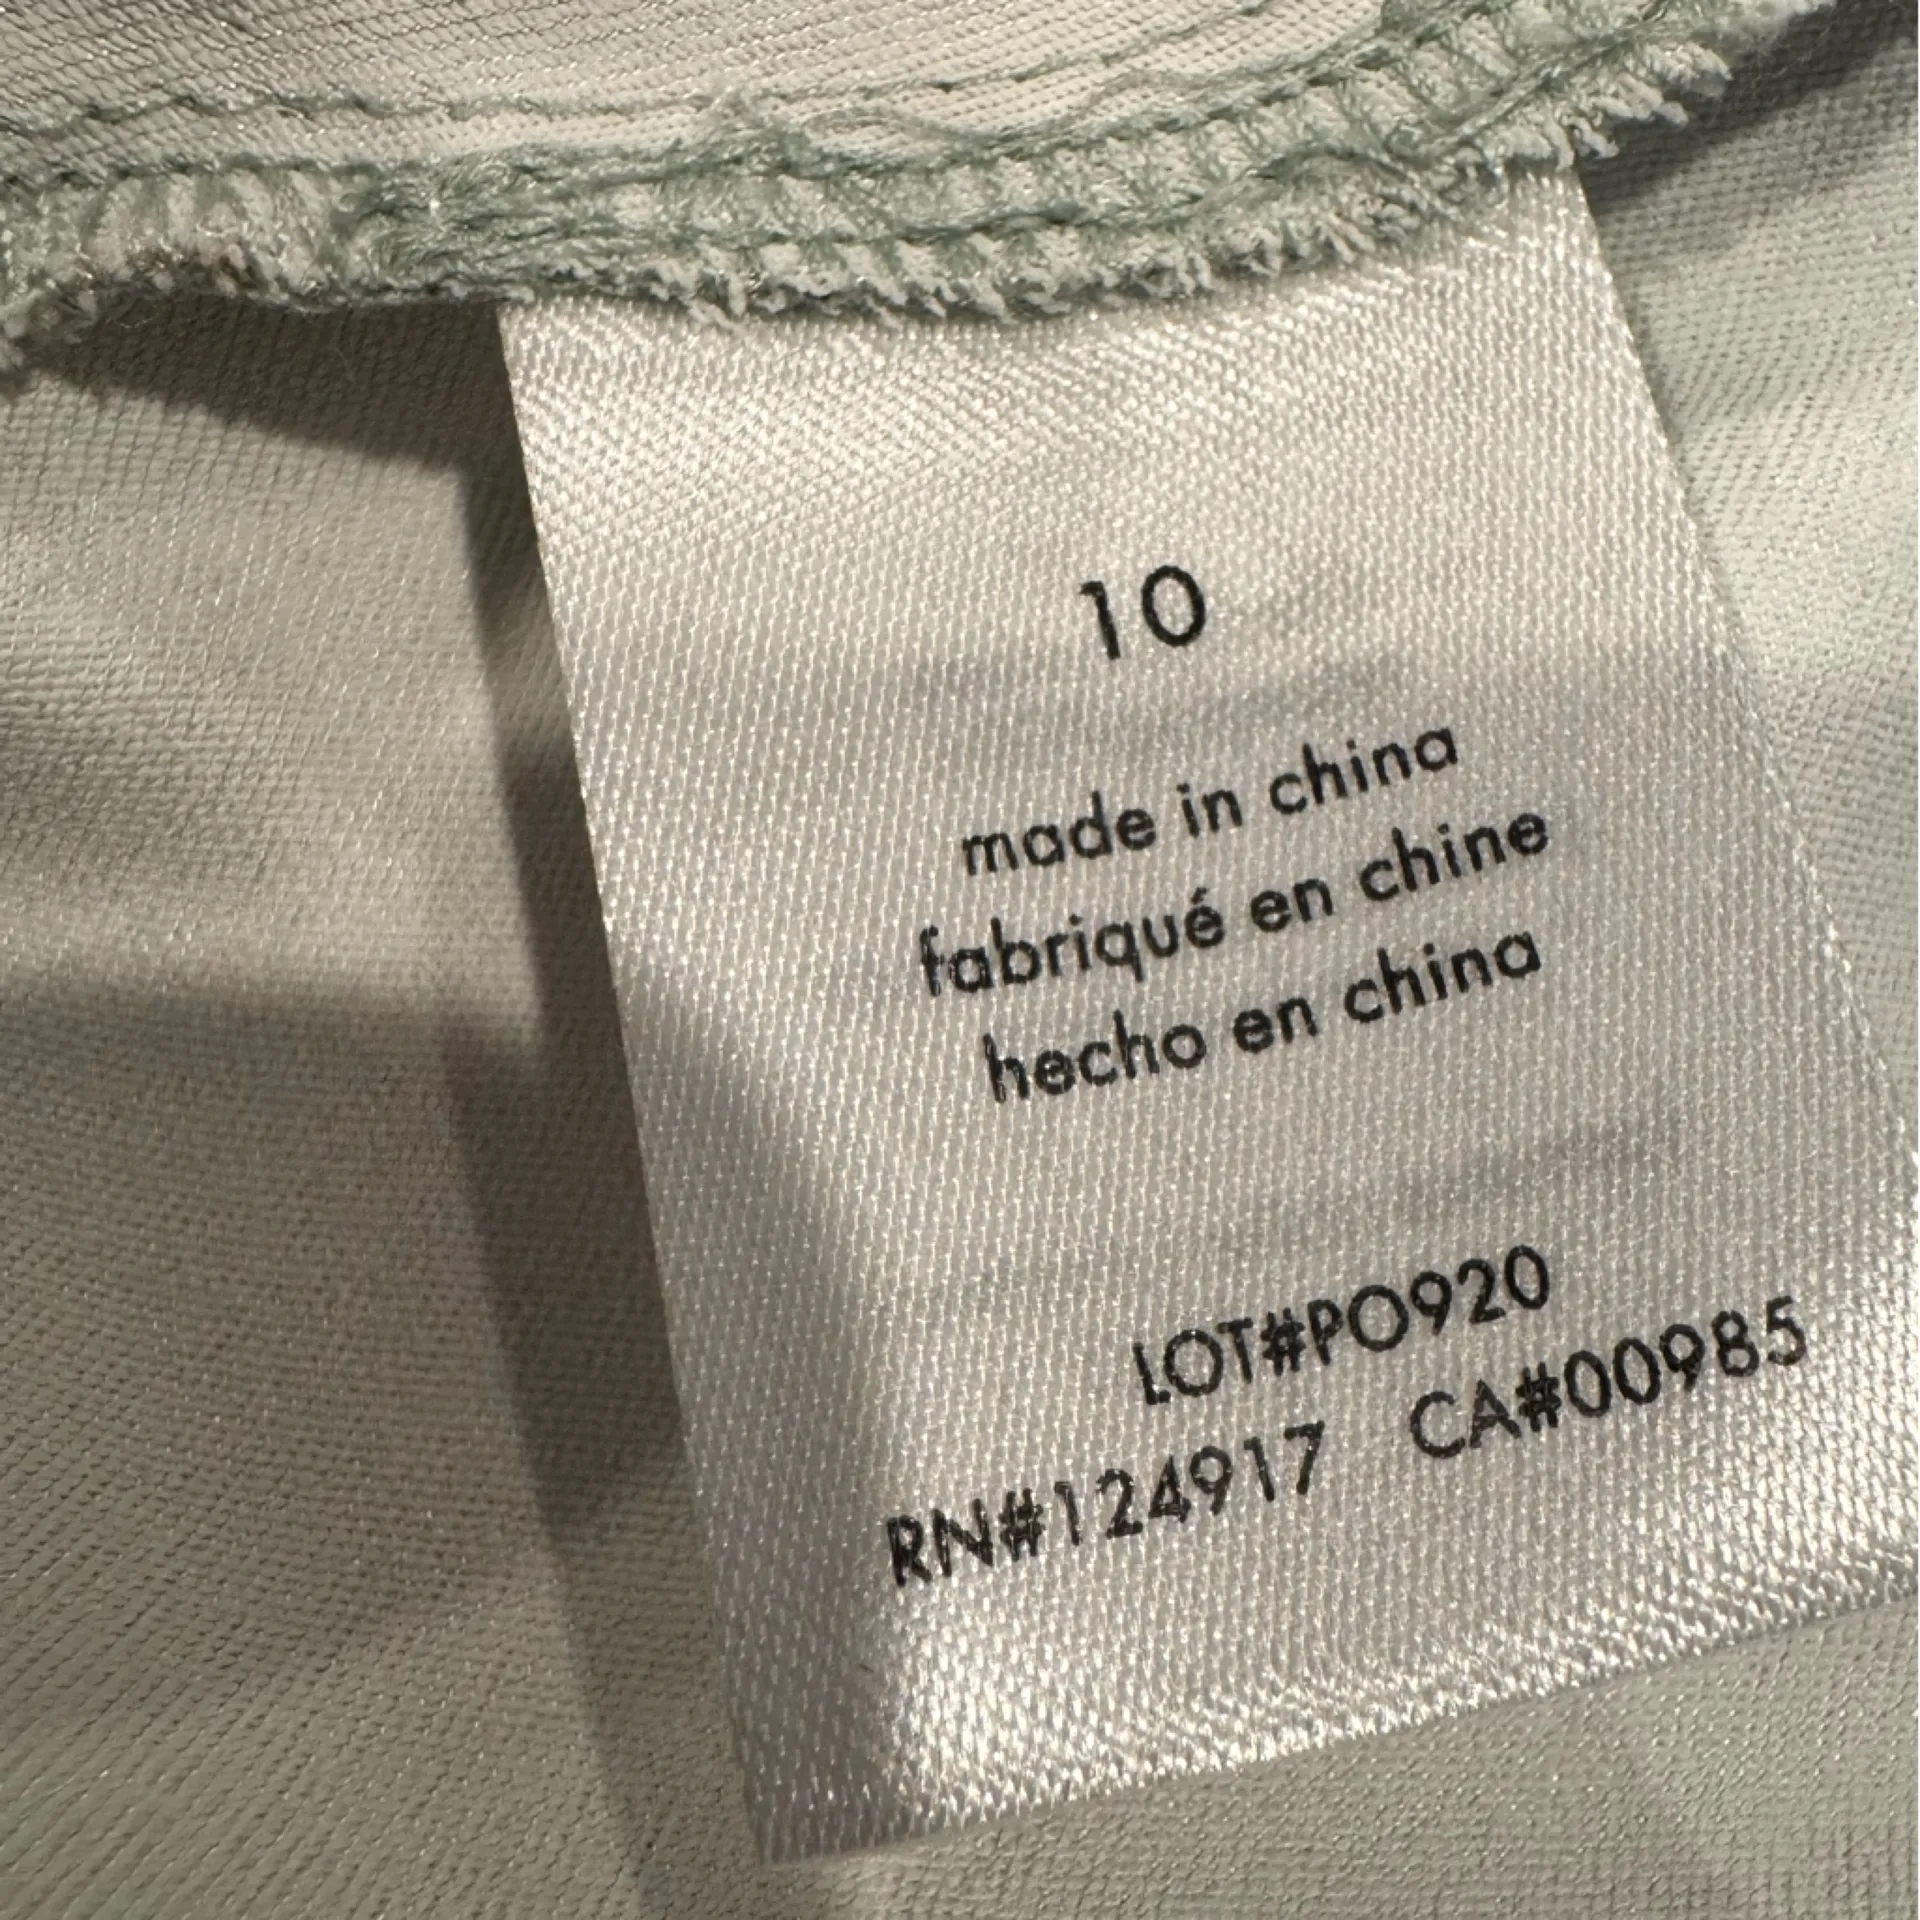 10
made in china
fabriqué en chine
hecho en china
LOT#PO920
RN#124917 CA#00985